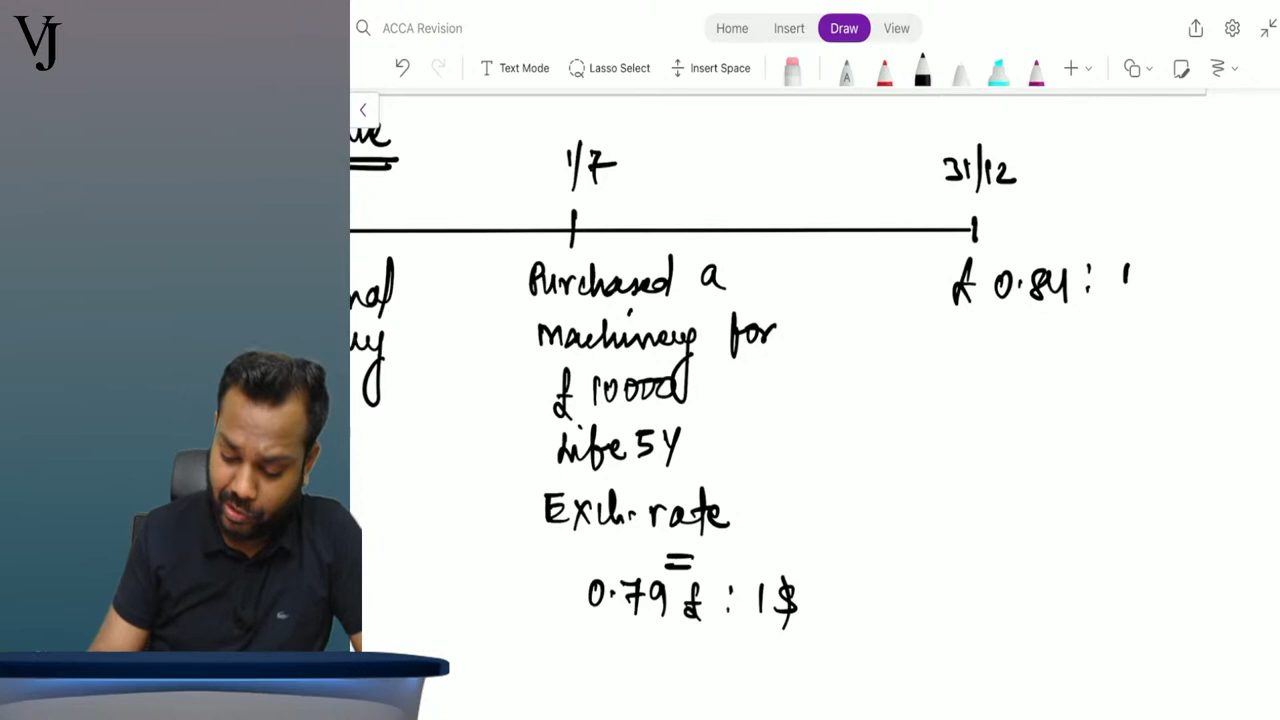 VJ
ACCA Revision
Home Insert Draw View
Text Mode Lasso Select Insert Space
1/7
31/12
Purchased a
machinery for
£ 10000
Life 5Y
Exch. rate
=
0.79 £ : 1 $
£ 0.84 : 1